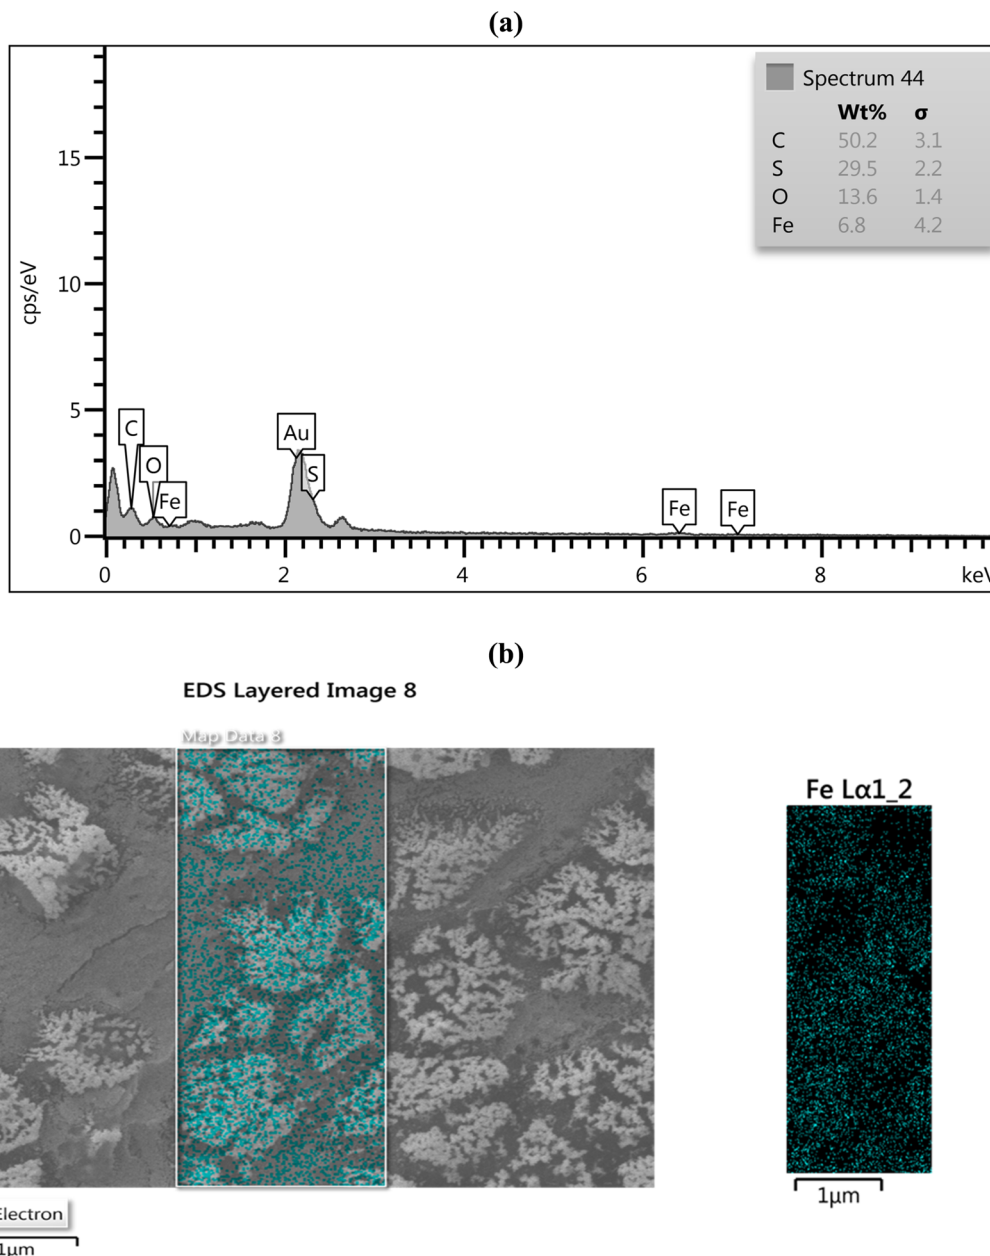 (a)
Spectrum 44
Wt% σ
C 50.2 3.1
S 29.5 2.2
O 13.6 1.4
Fe 6.8 4.2
cps/eV
15
10
5
0
C
O
Fe
Au
S
Fe
Fe
0 2 4 6 8 keV
(b)
EDS Layered Image 8
Map Data 8
Fe Lα1_2
1µm
Electron
1µm